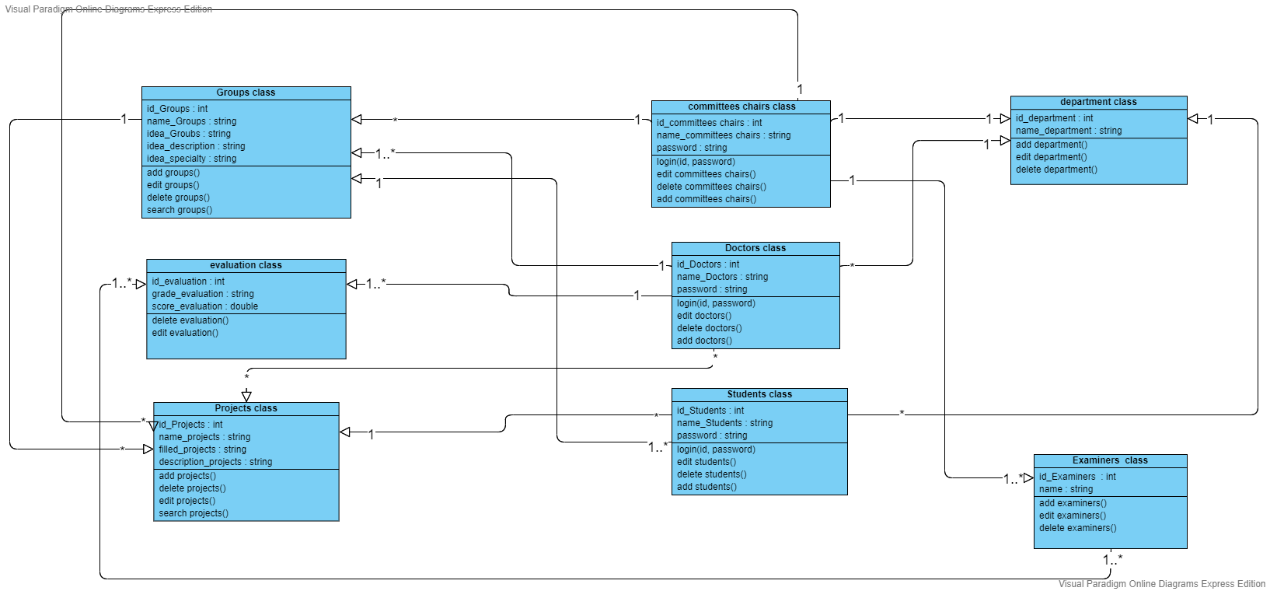 Visual Paradigm Online Diagrams Express Edition
Groups class
id_Groups : int
name_Groups : string
idea_Groubs : string
idea_description : string
idea_specialty : string
add groups()
edit groups()
delete groups()
search groups()
committees chairs class
id_committees chairs : int
name_committees chairs : string
password : string
login(id, password)
edit committees chairs()
delete committees chairs()
add committees chairs()
department class
id_department : int
name_department : string
add department()
edit department()
delete department()
evaluation class
id_evaluation : int
grade_evaluation : string
score_evaluation : double
delete evaluation()
edit evaluation()
Doctors class
id_Doctors : int
name_Doctors : string
password : string
login(id, password)
edit doctors()
delete doctors()
add doctors()
Projects class
id_Projects : int
name_projects : string
filled_projects : string
description_projects : string
add projects()
delete projects()
edit projects()
search projects()
Students class
id_Students : int
name_Students : string
password : string
login(id, password)
edit students()
delete students()
add students()
Examiners class
id_Examiners : int
name : string
add examiners()
edit examiners()
delete examiners()
1
1
*
1
1
1
1
1..*
1
1
1
*
1
1..*
1..*
1
*
*
*
*
1
*
*
1..*
1..*
1..*
Visual Paradigm Online Diagrams Express Edition